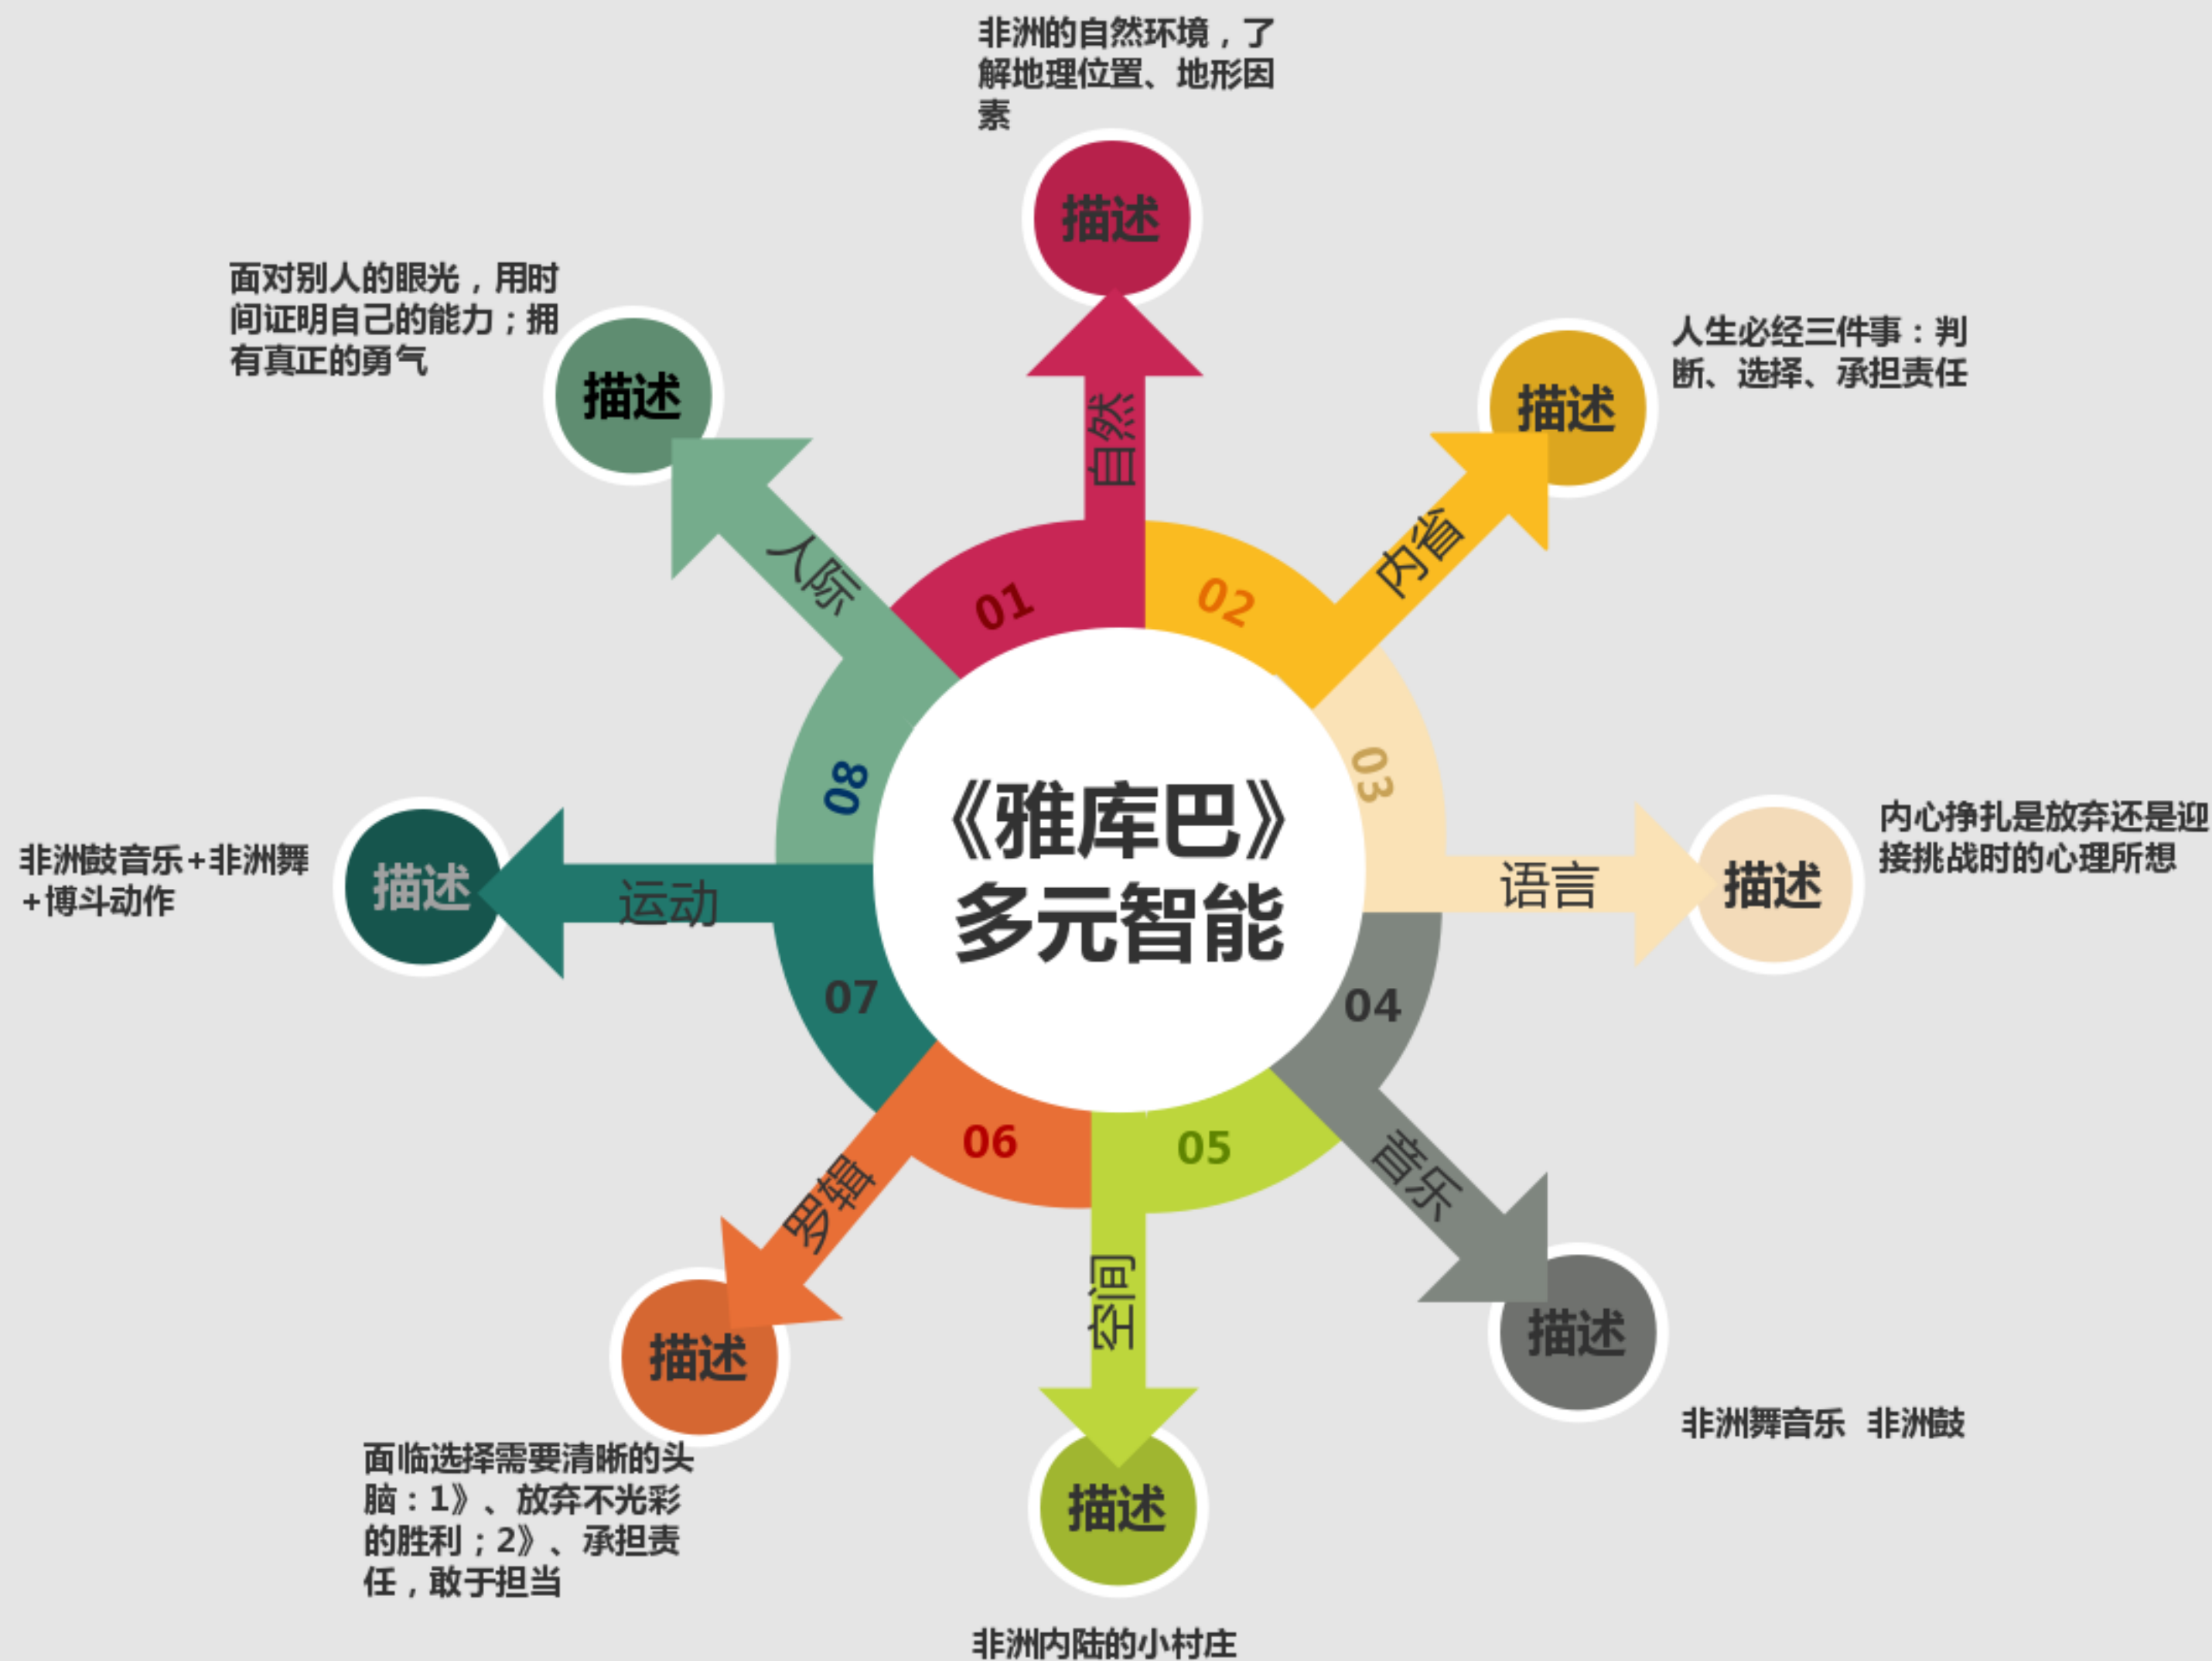 非洲的自然环境，了
解地理位置、地形因
素
描述
自然
01
人生必经三件事：判
断、选择、承担责任
描述
内省
02
内心挣扎是放弃还是迎
接挑战时的心理所想
描述
语言
03
非洲舞音乐 非洲鼓
描述
音乐
04
非洲内陆的小村庄
描述
空间
05
面临选择需要清晰的头
脑：1》、放弃不光彩
的胜利；2》、承担责
任，敢于担当
描述
罗辑
06
非洲鼓音乐+非洲舞
+博斗动作
描述
运动
07
面对别人的眼光，用时
间证明自己的能力；拥
有真正的勇气
描述
人际
08
《雅库巴》
多元智能